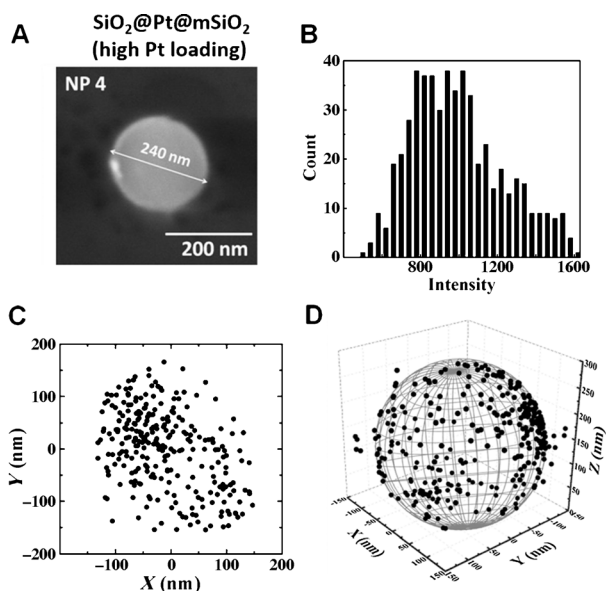 A
SiO2@Pt@mSiO2
(high Pt loading)
NP 4
240 nm
200 nm
B
40
30
20
10
0
Count
800
1200
1600
Intensity
C
200
100
0
−100
−200
Y (nm)
−100
0
100
200
X (nm)
D
300
250
200
150
100
50
Z (nm)
-150
-100
-50
0
50
100
150
X (nm)
150
100
50
0
-50
-100
Y (nm)